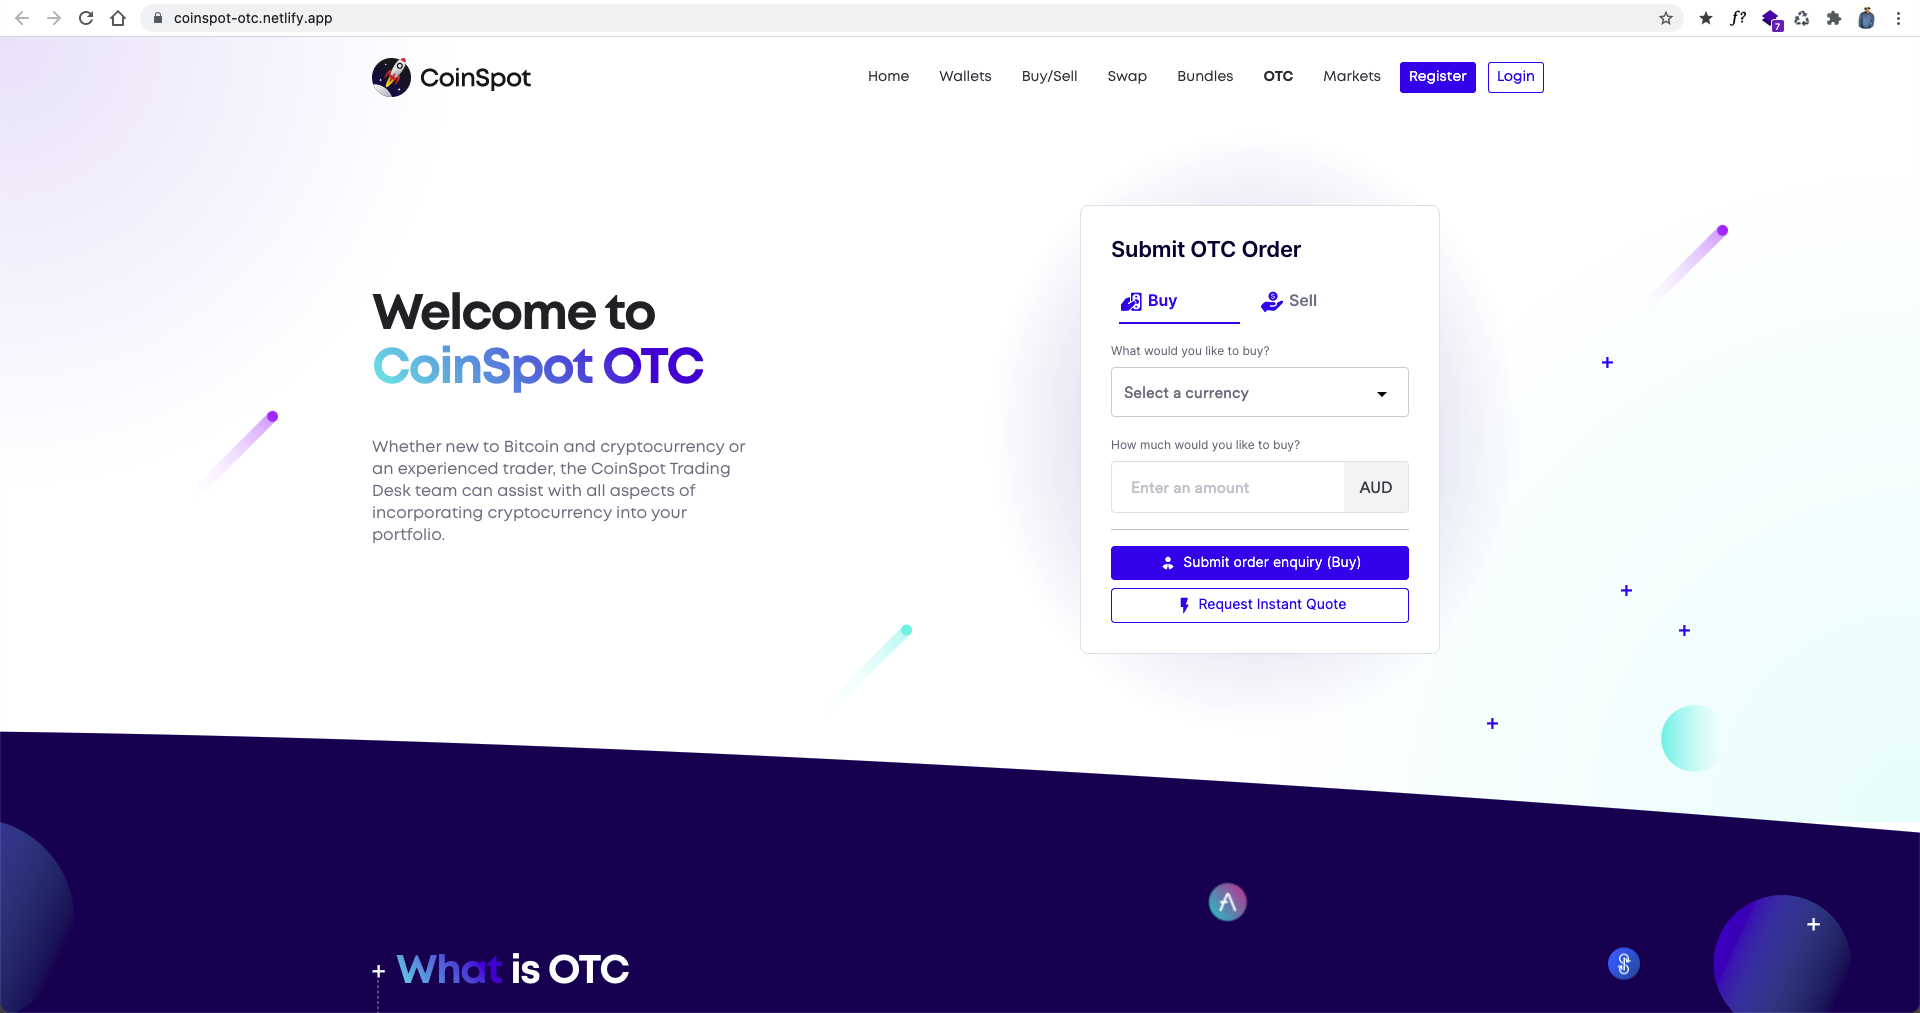 coinspot-otc.netlify.app
f?
7
CoinSpot
Home Wallets Buy/Sell Swap Bundles OTC Markets Register Login
Welcome to
CoinSpot OTC
Whether new to Bitcoin and cryptocurrency or
an experienced trader, the CoinSpot Trading
Desk team can assist with all aspects of
incorporating cryptocurrency into your
portfolio.
Submit OTC Order
Buy Sell
What would you like to buy?
Select a currency
How much would you like to buy?
Enter an amount AUD
Submit order enquiry (Buy)
Request Instant Quote
What is OTC